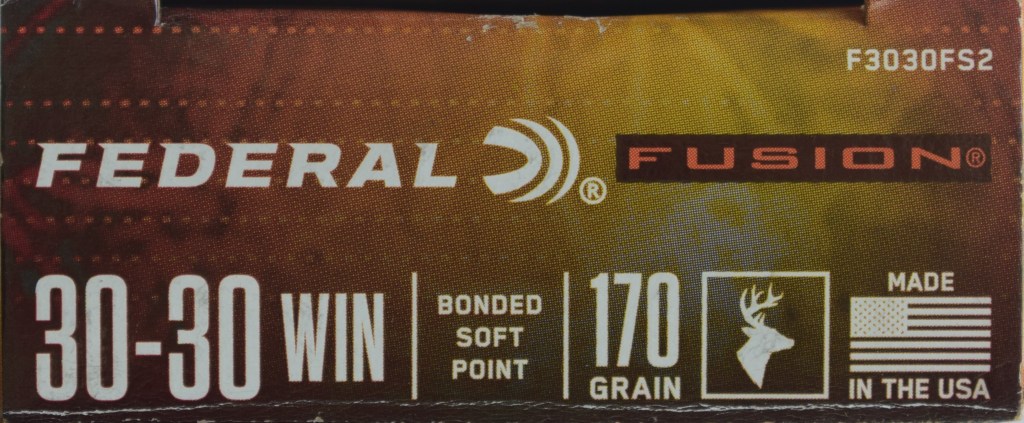 F3030FS2
FEDERAL® FUSION®
30-30 WIN
BONDED
SOFT
POINT
170
GRAIN
MADE
IN THE USA